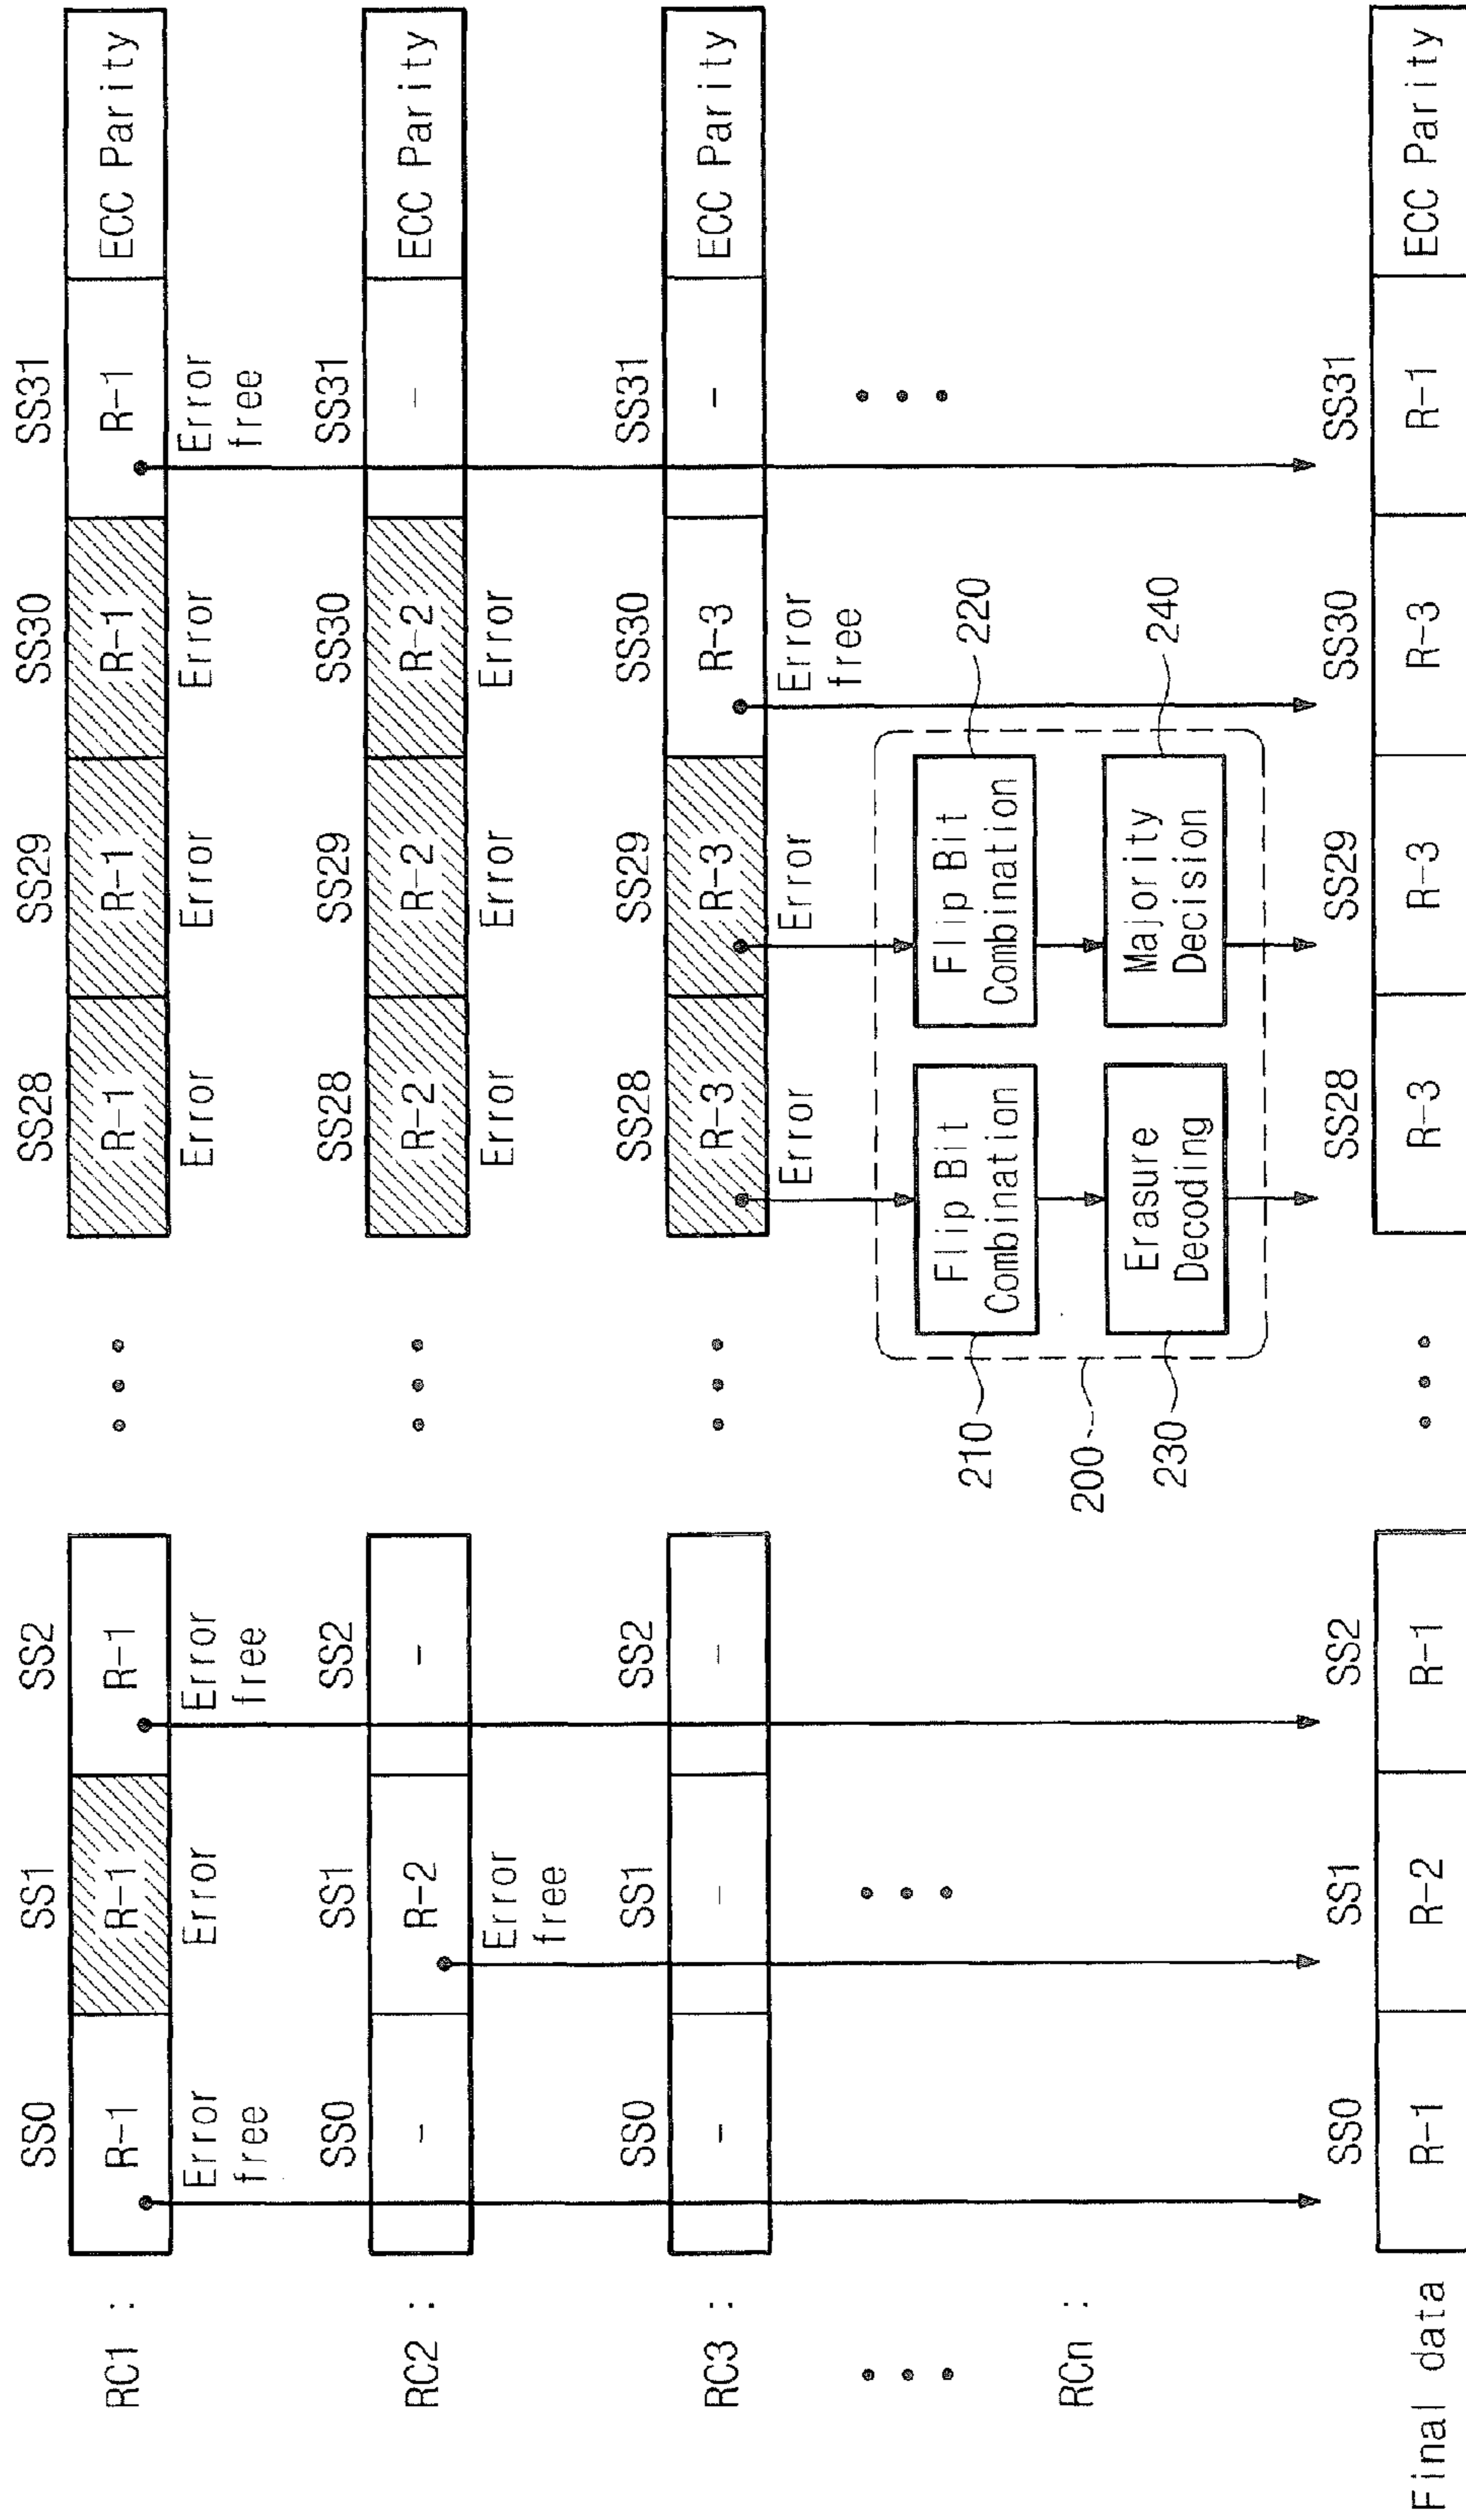 SS0 SS1 SS2 SS28 SS29 SS30 SS31
RC1 : R-1 R-1 R-1 R-1 R-1 R-1 R-1 ECC Parity
Error free Error Error free Error Error Error Error free
SS0 SS1 SS2 SS28 SS29 SS30 SS31
RC2 : - R-2 - R-2 R-2 R-2 - ECC Parity
Error free Error Error Error
SS0 SS1 SS2 SS28 SS29 SS30 SS31
RC3 : - - - R-3 R-3 R-3 - ECC Parity
Error Error Error free
210 Flip Bit Combination Flip Bit Combination 220
200
RCn :
230 Erasure Decoding Majority Decision 240
SS0 SS1 SS2 SS28 SS29 SS30 SS31
Final data R-1 R-2 R-1 R-3 R-3 R-3 R-1 ECC Parity